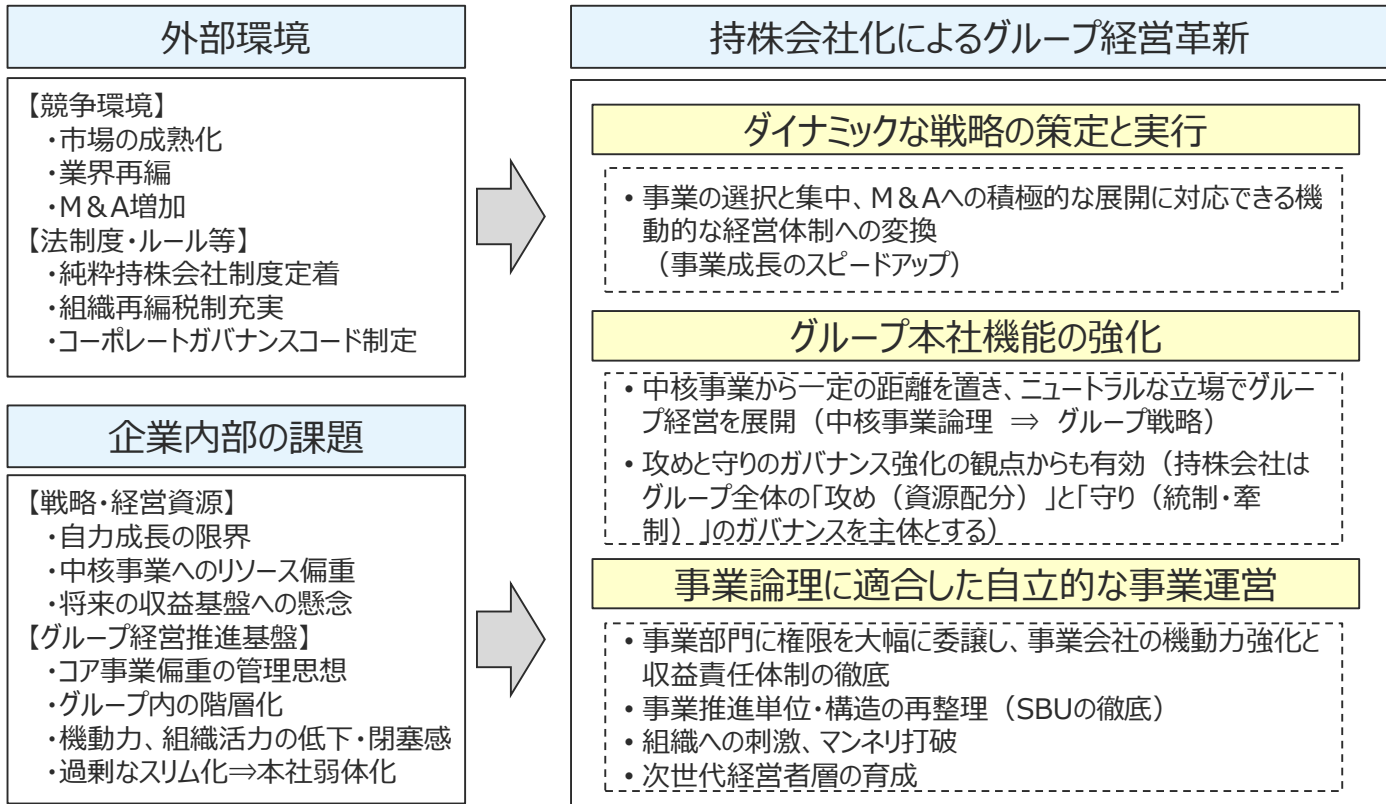 外部環境
【競争環境】
・市場の成熟化
・業界再編
・M&A増加
【法制度・ルール等】
・純粋持株会社制度定着
・組織再編税制充実
・コーポレートガバナンスコード制定
企業内部の課題
【戦略・経営資源】
・自力成長の限界
・中核事業へのリソース偏重
・将来の収益基盤への懸念
【グループ経営推進基盤】
・コア事業偏重の管理思想
・グループ内の階層化
・機動力、組織活力の低下・閉塞感
・過剰なスリム化⇒本社弱体化
持株会社化によるグループ経営革新
ダイナミックな戦略の策定と実行
• 事業の選択と集中、M&Aへの積極的な展開に対応できる機
動的な経営体制への変換
（事業成長のスピードアップ）
グループ本社機能の強化
• 中核事業から一定の距離を置き、ニュートラルな立場でグルー
プ経営を展開（中核事業論理 ⇒ グループ戦略）
• 攻めと守りのガバナンス強化の観点からも有効（持株会社は
グループ全体の「攻め（資源配分）」と「守り（統制・牽
制）」のガバナンスを主体とする）
事業論理に適合した自立的な事業運営
• 事業部門に権限を大幅に委譲し、事業会社の機動力強化と
収益責任体制の徹底
• 事業推進単位・構造の再整理（SBUの徹底）
• 組織への刺激、マンネリ打破
• 次世代経営者層の育成